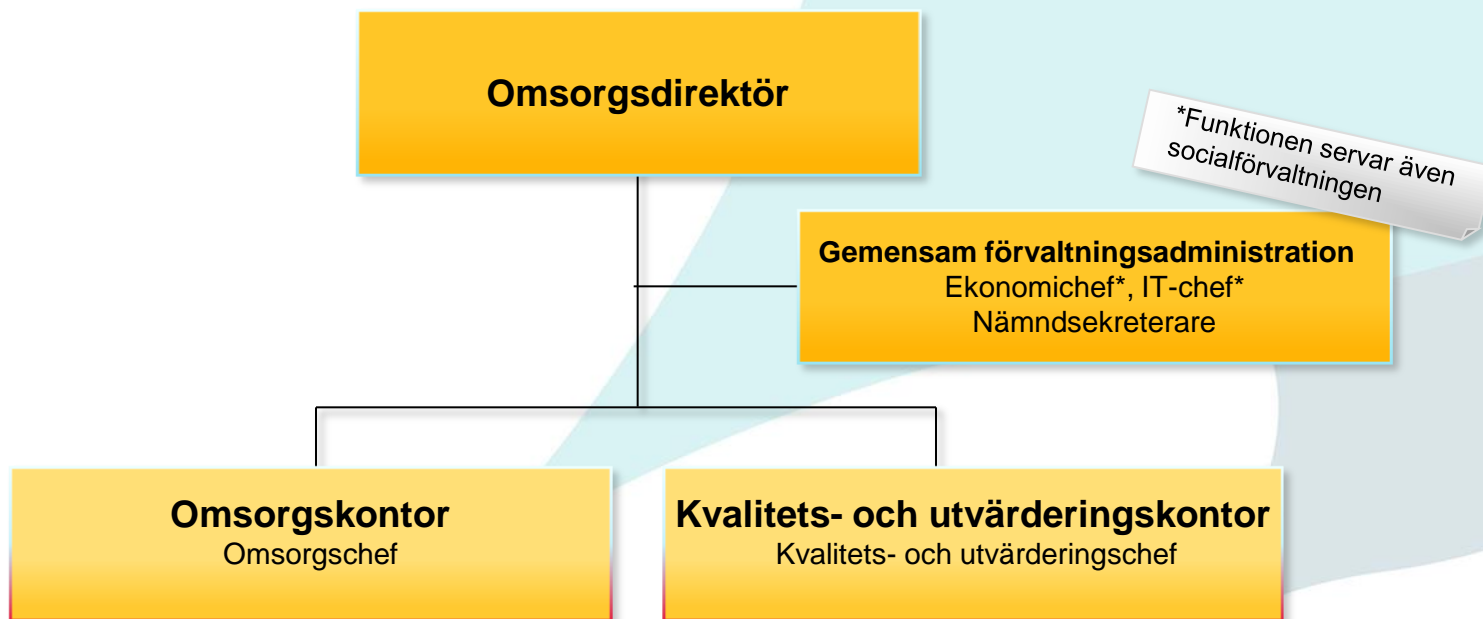 Omsorgsdirektör
*Funktionen servar även
socialförvaltningen
Gemensam förvaltningsadministration
Ekonomichef*, IT-chef*
Nämndsekreterare
Omsorgskontor
Omsorgschef
Kvalitets- och utvärderingskontor
Kvalitets- och utvärderingschef